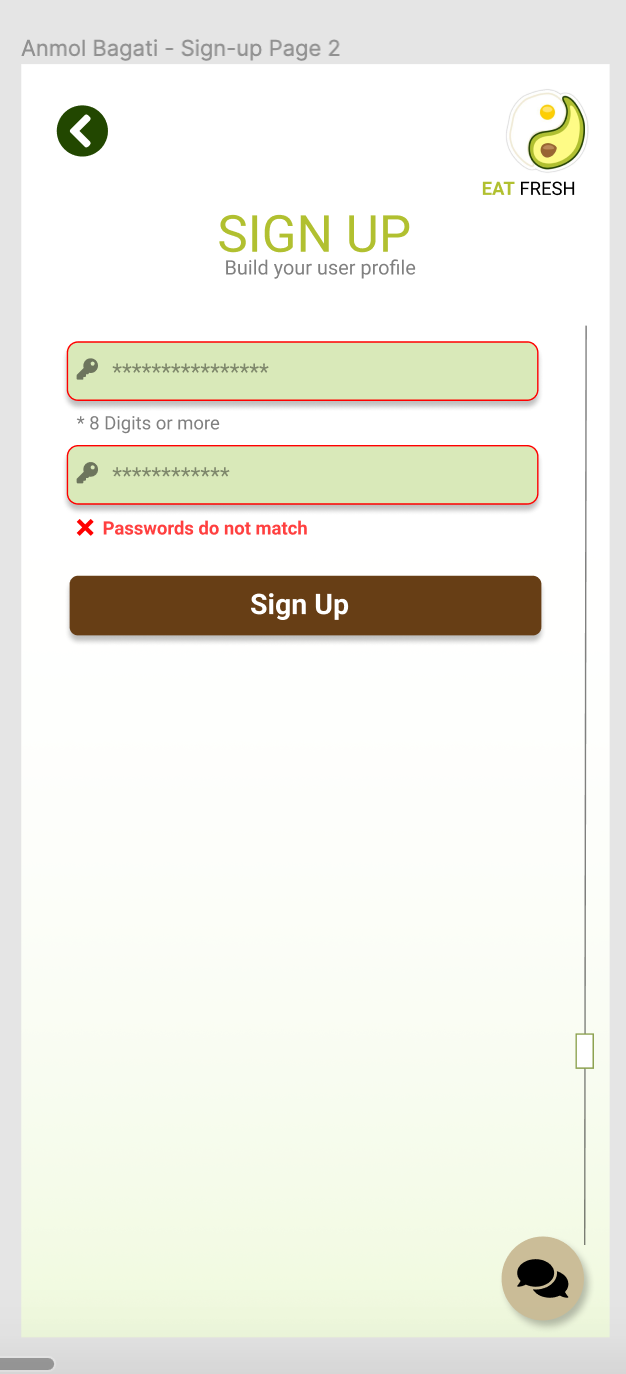 Anmol Bagati - Sign-up Page 2
EAT FRESH
SIGN UP
Build your user profile
****************
* 8 Digits or more
************
Passwords do not match
Sign Up